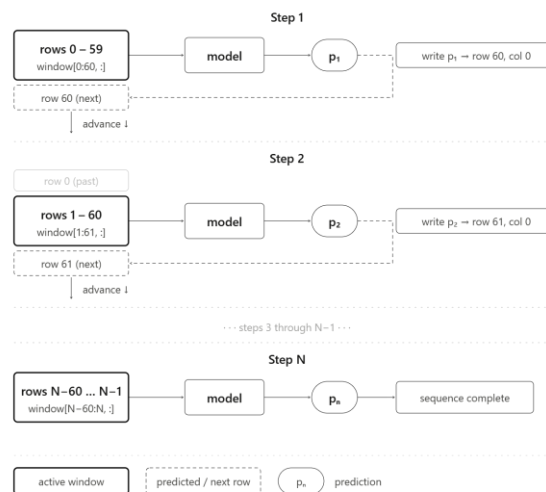 Step 1
rows 0 – 59
window[0:60, :]
model
p₁
write p₁ → row 60, col 0
row 60 (next)
advance ↓
Step 2
row 0 (past)
rows 1 – 60
window[1:61, :]
model
p₂
write p₂ → row 61, col 0
row 61 (next)
advance ↓
··· steps 3 through N−1 ···
Step N
rows N−60 ... N−1
window[N−60:N, :]
model
pₙ
sequence complete
active window
predicted / next row
pₙ
prediction